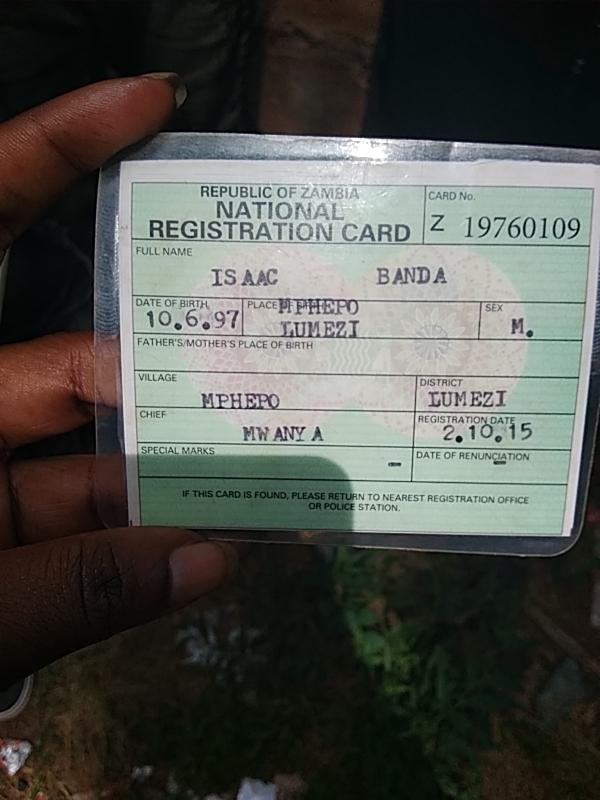 REPUBLIC OF ZAMBIA
NATIONAL
REGISTRATION CARD
CARD No.
Z 19760109
FULL NAME
ISAAC BANDA
DATE OF BIRTH
10.6.97
PLACE
MPHEPO
LUMEZI
SEX
M.
FATHER'S/MOTHER'S PLACE OF BIRTH
VILLAGE
MPHEPO
DISTRICT
LUMEZI
CHIEF
MWANYA
REGISTRATION DATE
2.10.15
SPECIAL MARKS
-
DATE OF RENUNCIATION
-
IF THIS CARD IS FOUND, PLEASE RETURN TO NEAREST REGISTRATION OFFICE
OR POLICE STATION.